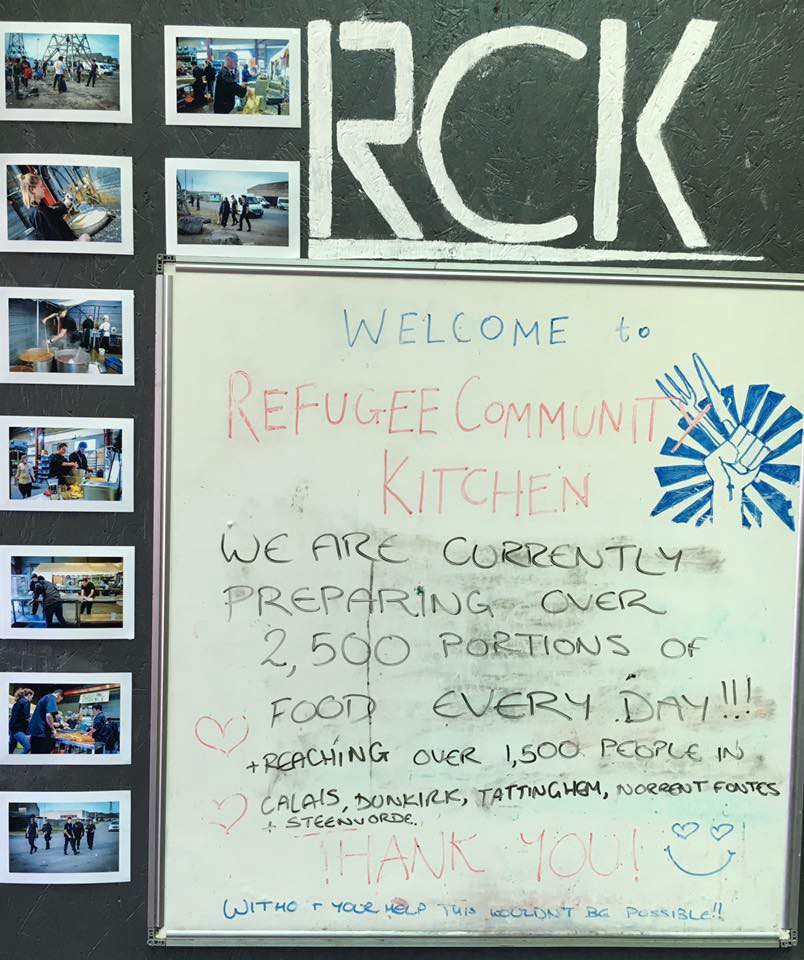 RCK
WELCOME to
REFUGEE COMMUNITY
KITCHEN
WE ARE CURRENTLY
PREPARING OVER
2,500 PORTIONS OF
FOOD EVERY DAY!!!
+REACHING OVER 1,500 PEOPLE IN
CALAIS, DUNKIRK, TATTINGHEM, NORRENT FONTES
+ STEENVORDE.
THANK YOU!
WITHO T YOUR HELP THIS WOULDN'T BE POSSIBLE!!